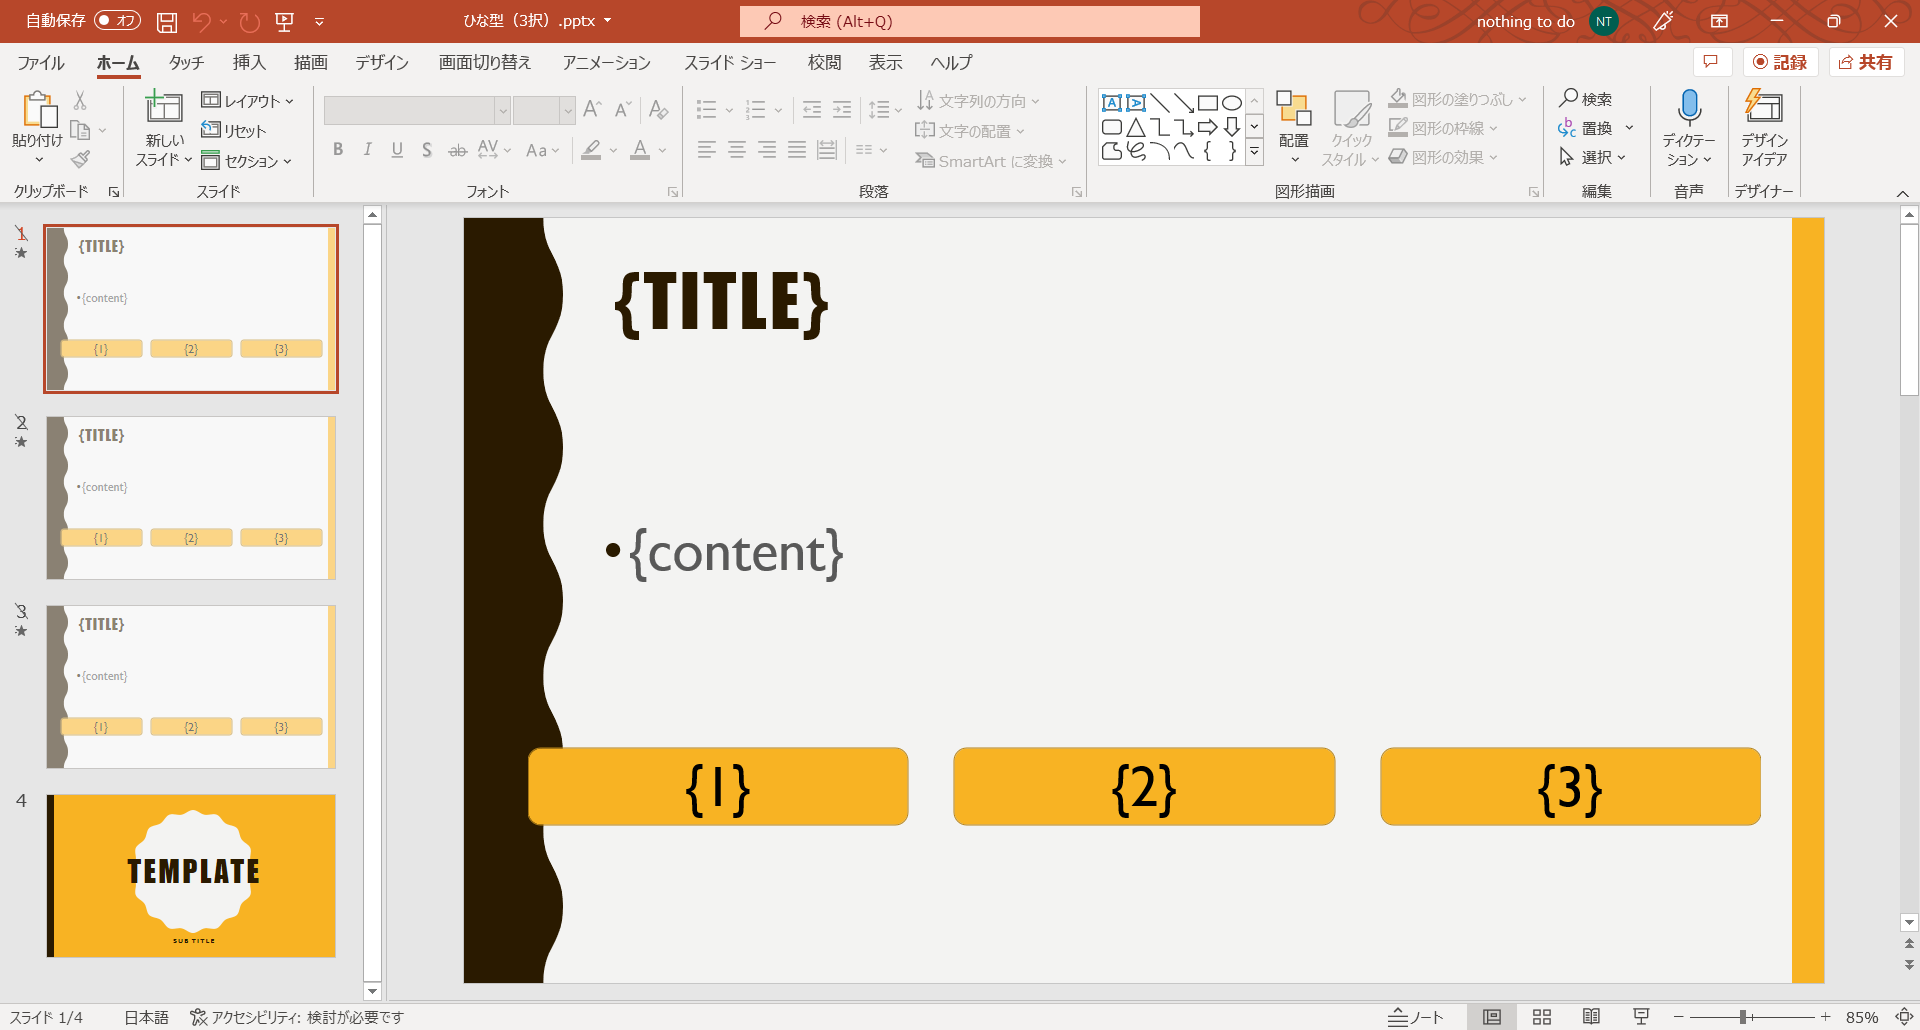 自動保存 オフ ひな型（3択）.pptx 検索 (Alt+Q) nothing to do NT
ファイル ホーム タッチ 挿入 描画 デザイン 画面切り替え アニメーション スライド ショー 校閲 表示 ヘルプ 記録 共有
貼り付け
クリップボード
新しい
スライド
レイアウト
リセット
セクション
スライド
B I U S ab AV Aa A
フォント
文字列の方向
文字の配置
SmartArt に変換
段落
配置
クイック
スタイル
図形の塗りつぶし
図形の枠線
図形の効果
図形描画
検索
置換
選択
編集
ディクテー
ション
音声
デザイン
アイデア
デザイナー
1
{TITLE}
•{content}
{1} {2} {3}
2
{TITLE}
•{content}
{1} {2} {3}
3
{TITLE}
•{content}
{1} {2} {3}
4
TEMPLATE
SUB TITLE
{TITLE}
•{content}
{1} {2} {3}
スライド 1/4 日本語 アクセシビリティ: 検討が必要です ノート 85%